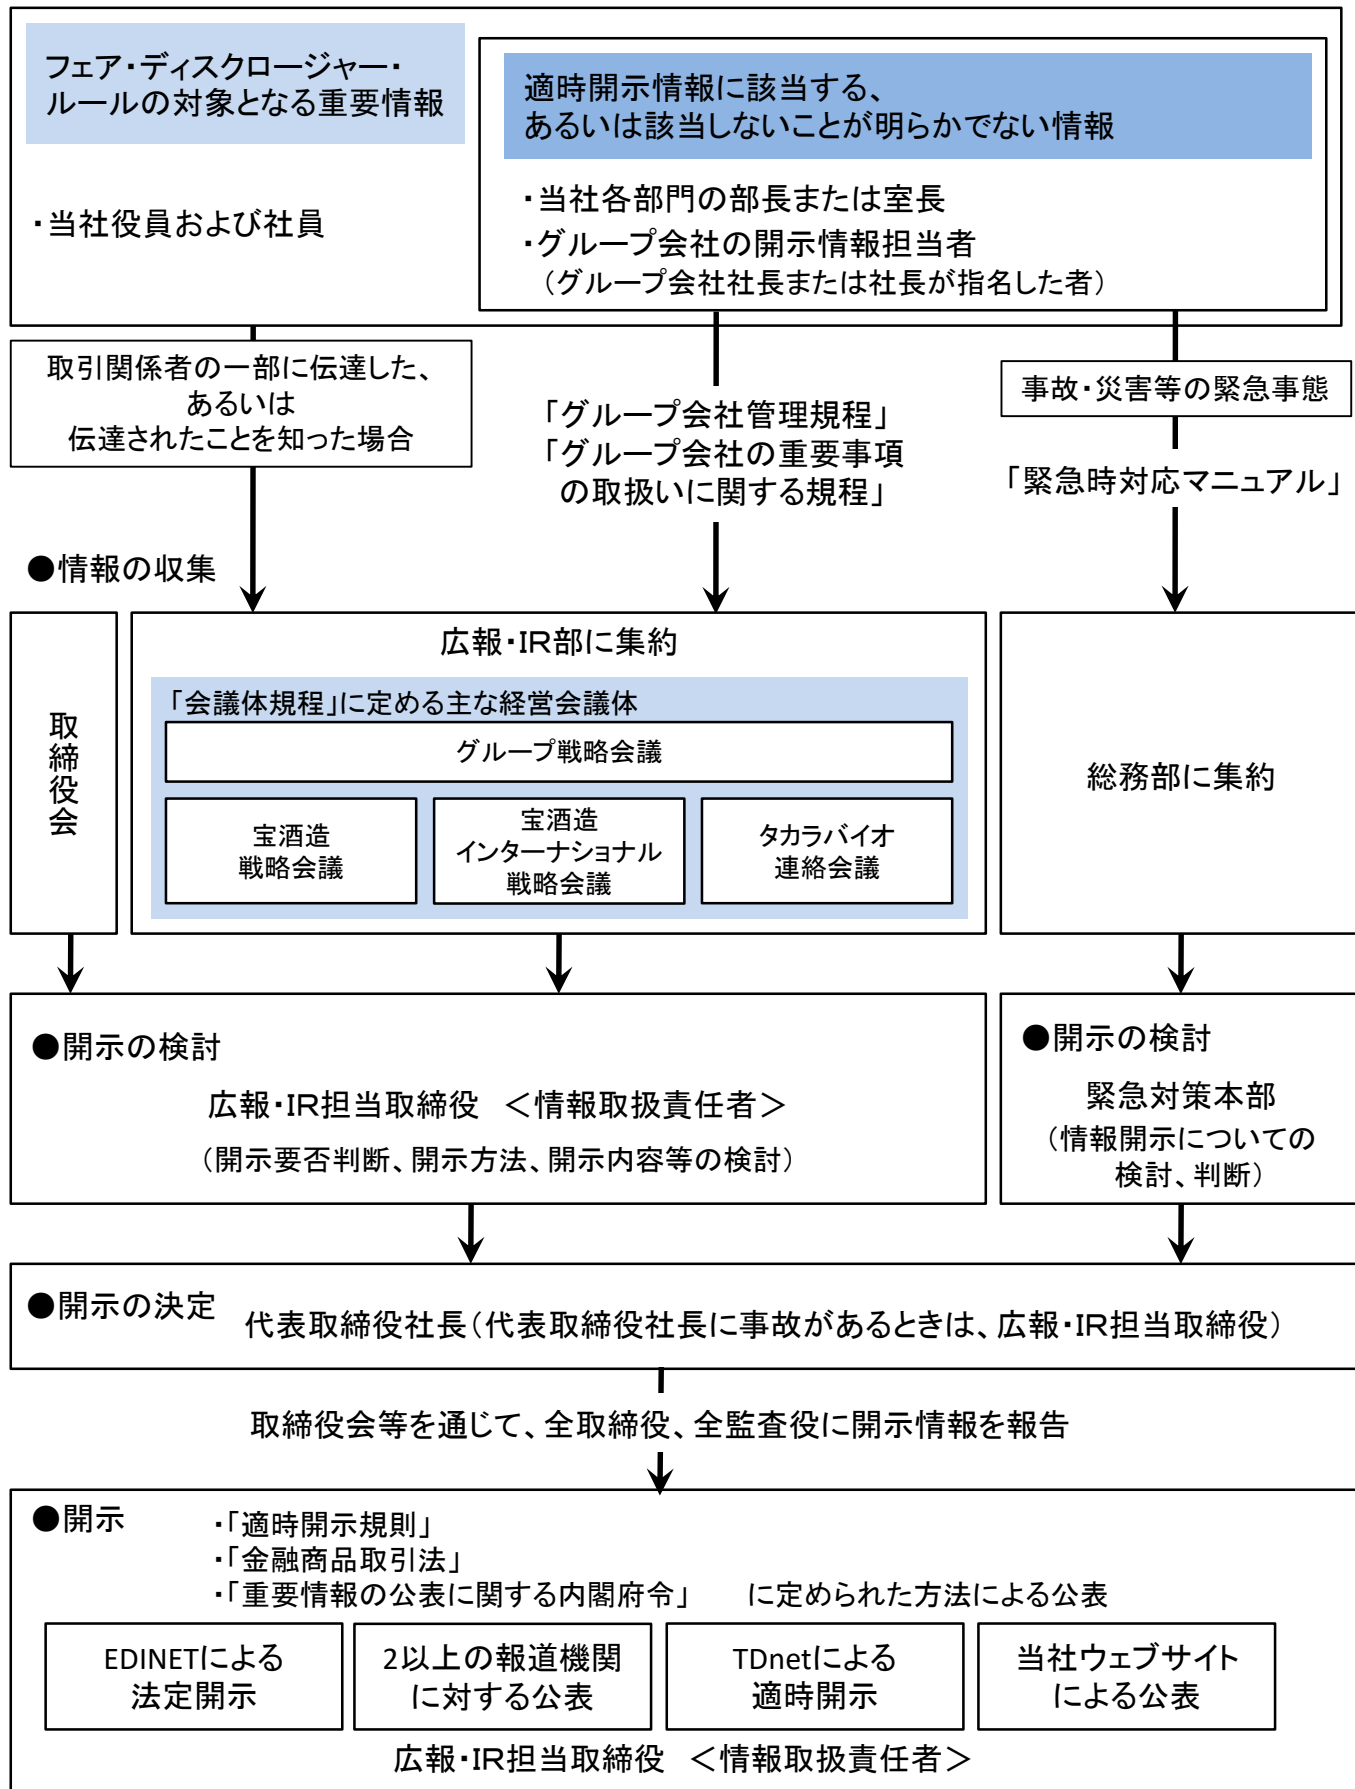 フェア・ディスクロージャー・
ルールの対象となる重要情報
・当社役員および社員
適時開示情報に該当する、
あるいは該当しないことが明らかでない情報
・当社各部門の部長または室長
・グループ会社の開示情報担当者
（グループ会社社長または社長が指名した者）
取引関係者の一部に伝達した、
あるいは
伝達されたことを知った場合
「グループ会社管理規程」
「グループ会社の重要事項
の取扱いに関する規程」
事故・災害等の緊急事態
「緊急時対応マニュアル」
●情報の収集
取締役会
広報・IR部に集約
「会議体規程」に定める主な経営会議体
グループ戦略会議
宝酒造
戦略会議
宝酒造
インターナショナル
戦略会議
タカラバイオ
連絡会議
総務部に集約
●開示の検討
広報・IR担当取締役　＜情報取扱責任者＞
（開示要否判断、開示方法、開示内容等の検討）
●開示の検討
緊急対策本部
（情報開示についての
検討、判断）
●開示の決定　代表取締役社長（代表取締役社長に事故があるときは、広報・IR担当取締役）
取締役会等を通じて、全取締役、全監査役に開示情報を報告
●開示
・「適時開示規則」
・「金融商品取引法」
・「重要情報の公表に関する内閣府令」　に定められた方法による公表
EDINETによる
法定開示
2以上の報道機関
に対する公表
TDnetによる
適時開示
当社ウェブサイト
による公表
広報・IR担当取締役　＜情報取扱責任者＞